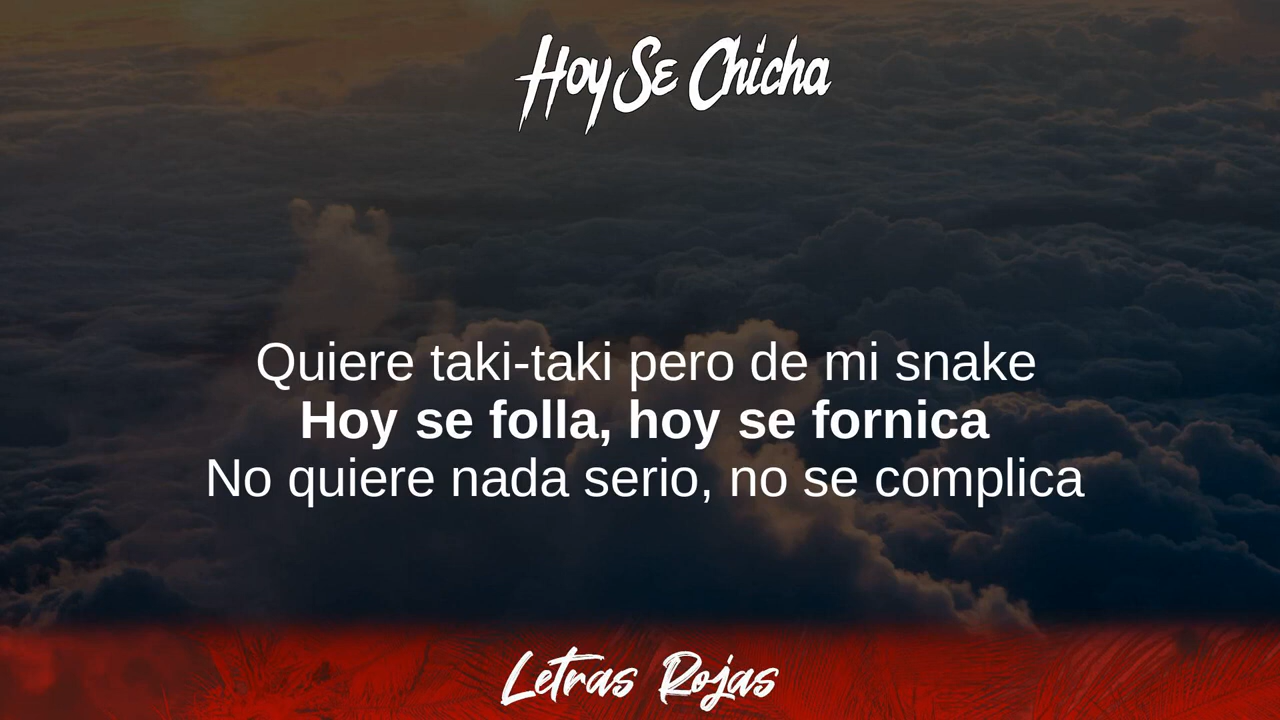 Hoy Se Chicha
Quiere taki-taki pero de mi snake
Hoy se folla, hoy se fornica
No quiere nada serio, no se complica
Letras Rojas